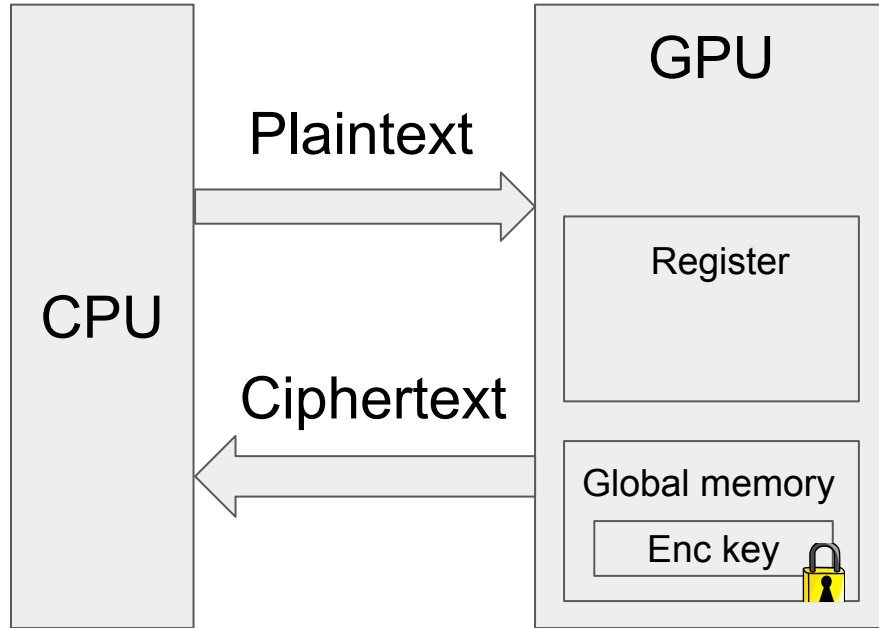 GPU
Plaintext
Register
CPU
Ciphertext
Global memory
Enc key